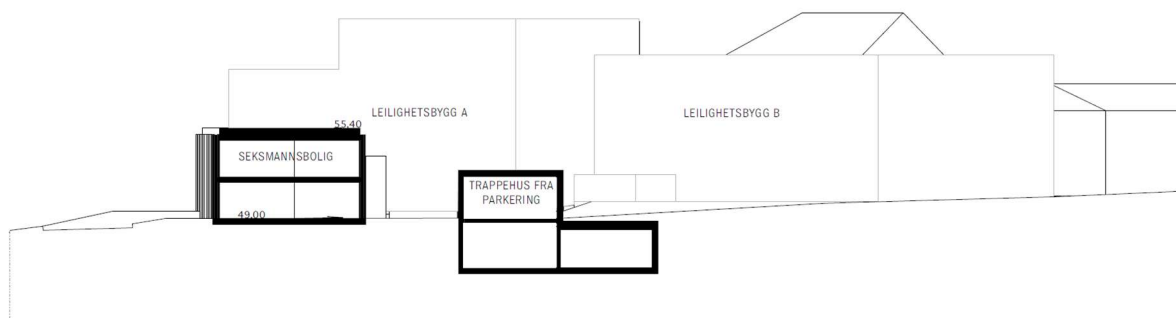 LEILIGHETSBYGG A
LEILIGHETSBYGG B
55,40
SEKSMANNSBOLIG
TRAPPEHUS FRA
PARKERING
49,00